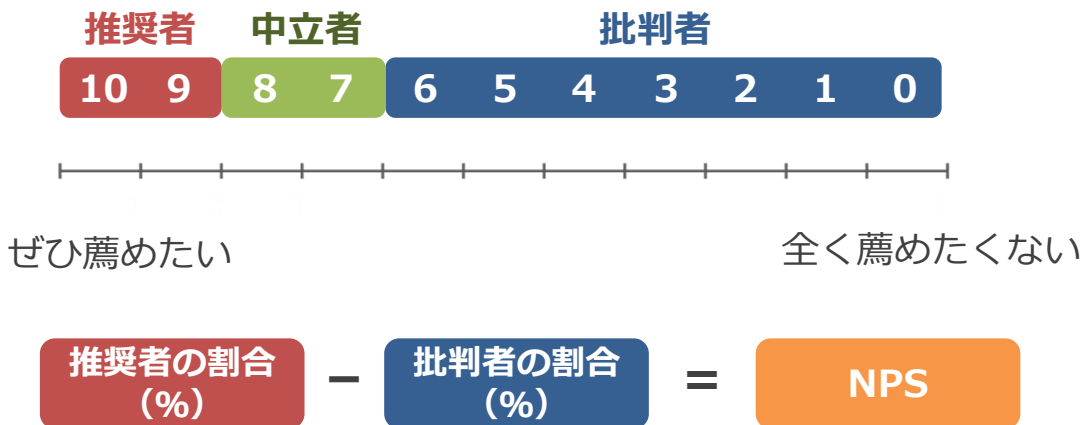 推奨者 中立者 批判者
10 9 8 7 6 5 4 3 2 1 0
ぜひ薦めたい 全く薦めたくない
推奨者の割合
（%）
−
批判者の割合
（%）
=
NPS